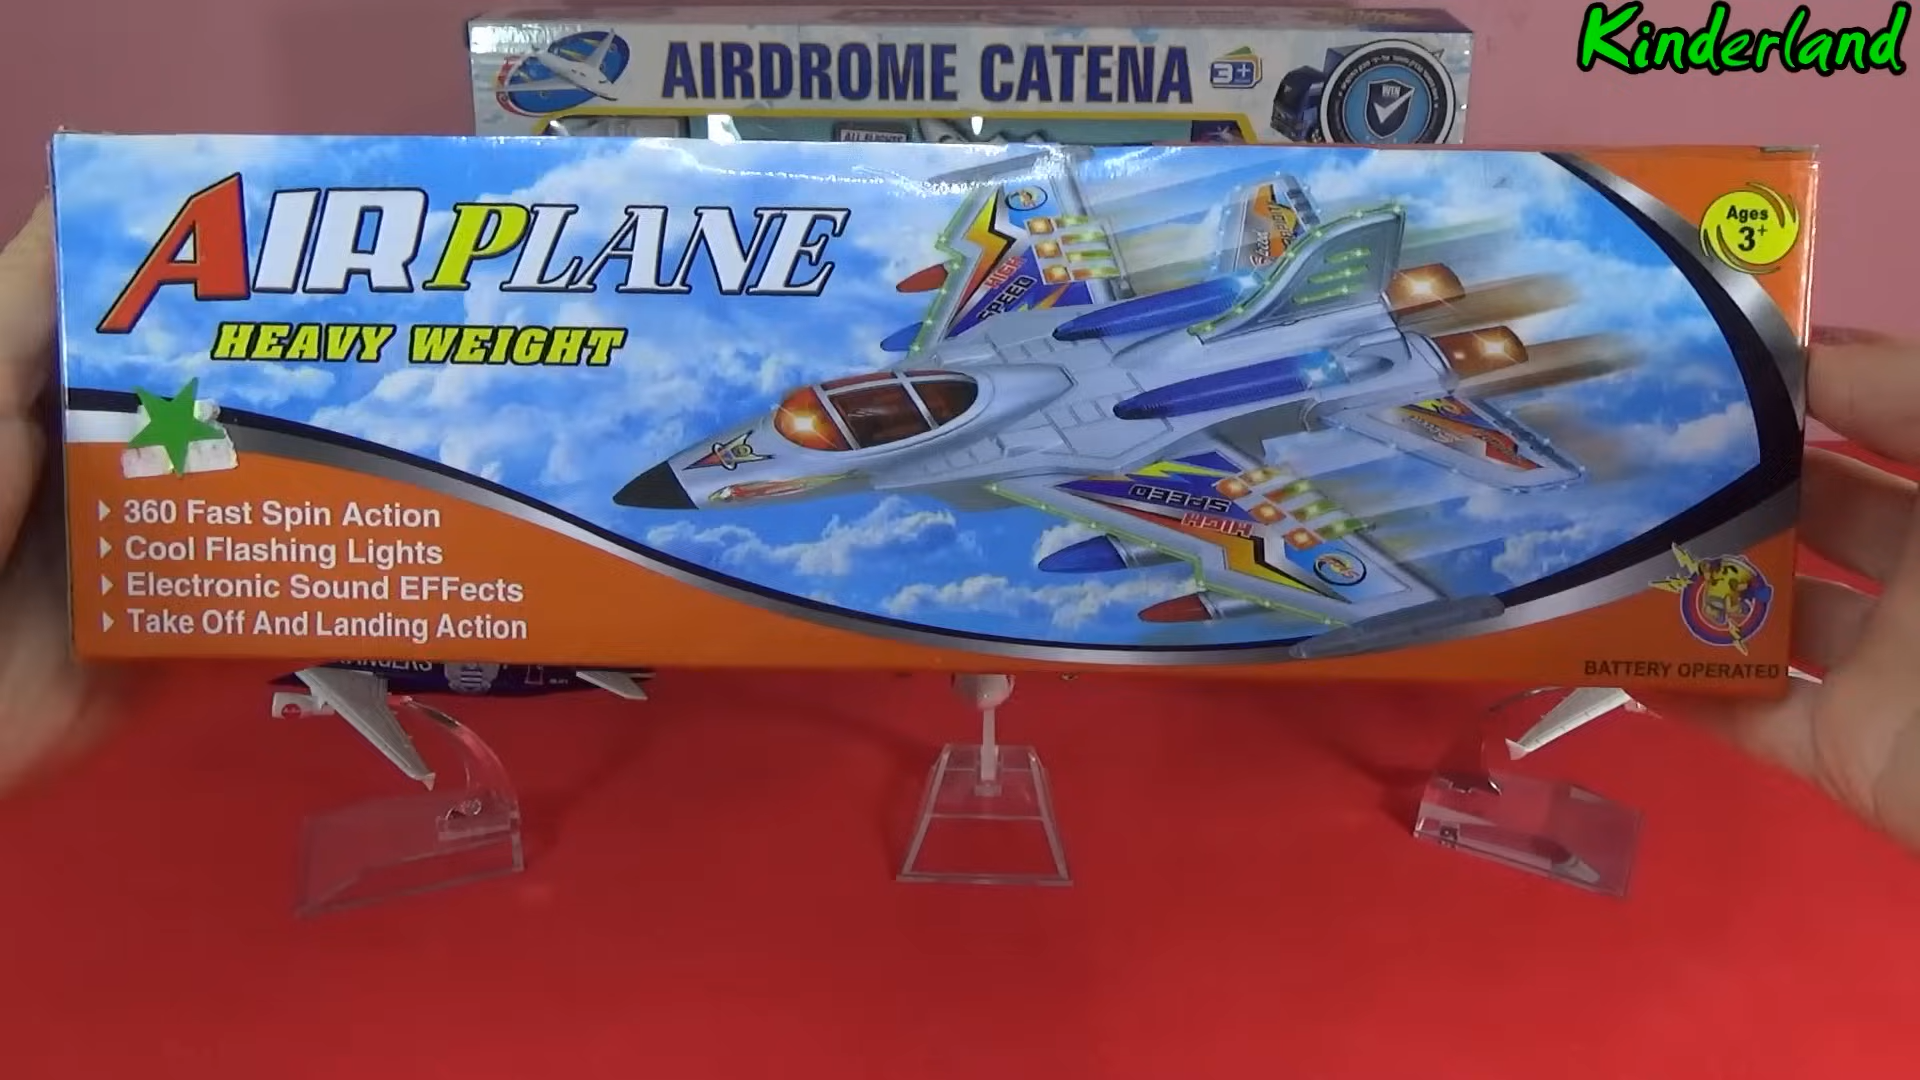 Kinderland
AIRDROME CATENA
3+
WIN
AIRPLANE
HEAVY WEIGHT
Ages
3+
HIGH
SPEED
SPEED
HIGH
360 Fast Spin Action
Cool Flashing Lights
Electronic Sound EFFects
Take Off And Landing Action
BATTERY OPERATED